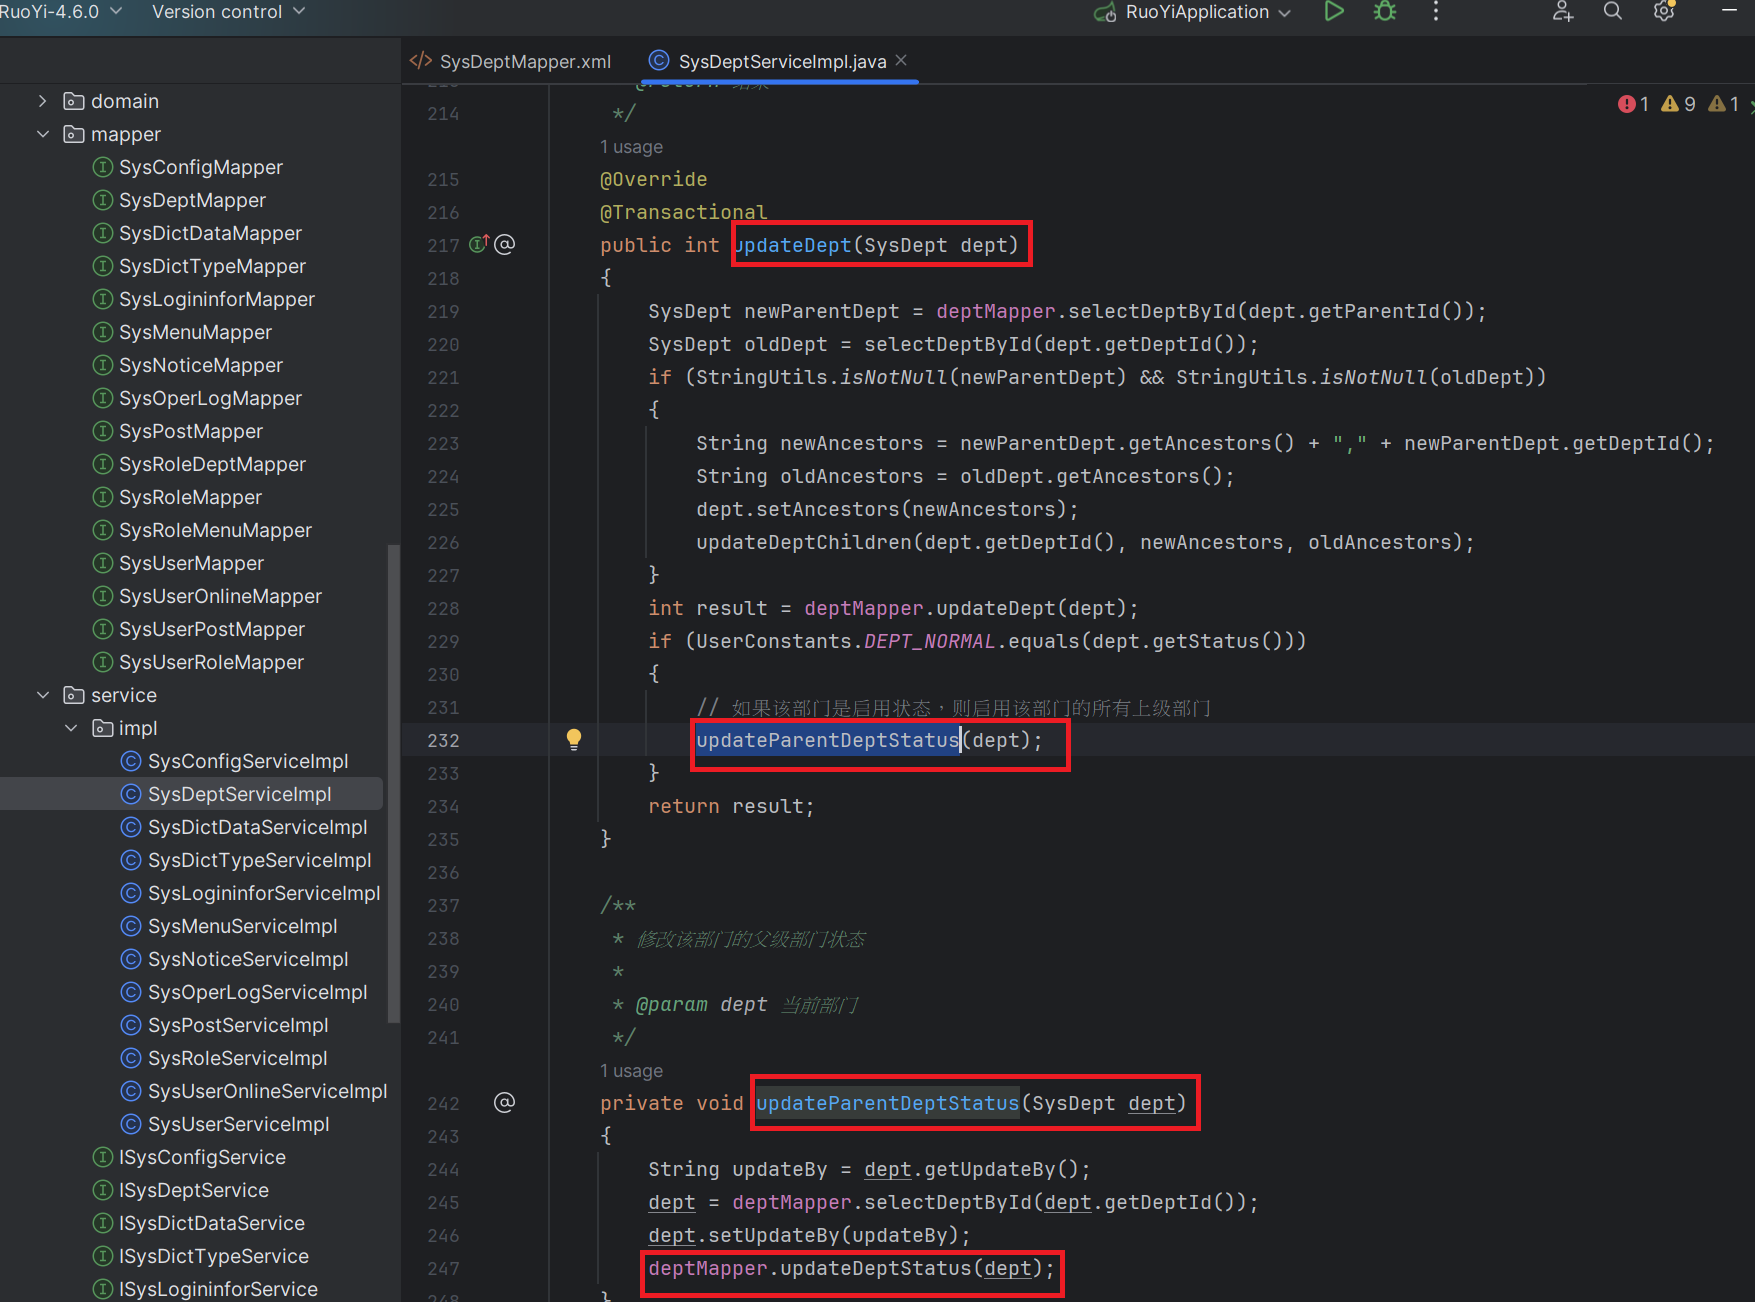 RuoYi-4.6.0
Version control
RuoYiApplication
SysDeptMapper.xml
SysDeptServiceImpl.java
1
9
1
domain
mapper
SysConfigMapper
SysDeptMapper
SysDictDataMapper
SysDictTypeMapper
SysLogininforMapper
SysMenuMapper
SysNoticeMapper
SysOperLogMapper
SysPostMapper
SysRoleDeptMapper
SysRoleMapper
SysRoleMenuMapper
SysUserMapper
SysUserOnlineMapper
SysUserPostMapper
SysUserRoleMapper
service
impl
SysConfigServiceImpl
SysDeptServiceImpl
SysDictDataServiceImpl
SysDictTypeServiceImpl
SysLogininforServiceImpl
SysMenuServiceImpl
SysNoticeServiceImpl
SysOperLogServiceImpl
SysPostServiceImpl
SysRoleServiceImpl
SysUserOnlineServiceImpl
SysUserServiceImpl
ISysConfigService
ISysDeptService
ISysDictDataService
ISysDictTypeService
ISysLogininforService
214 */
1 usage
215 @Override
216 @Transactional
217 public int updateDept(SysDept dept)
218 {
219 SysDept newParentDept = deptMapper.selectDeptById(dept.getParentId());
220 SysDept oldDept = selectDeptById(dept.getDeptId());
221 if (StringUtils.isNotNull(newParentDept) && StringUtils.isNotNull(oldDept))
222 {
223 String newAncestors = newParentDept.getAncestors() + "," + newParentDept.getDeptId();
224 String oldAncestors = oldDept.getAncestors();
225 dept.setAncestors(newAncestors);
226 updateDeptChildren(dept.getDeptId(), newAncestors, oldAncestors);
227 }
228 int result = deptMapper.updateDept(dept);
229 if (UserConstants.DEPT_NORMAL.equals(dept.getStatus()))
230 {
231 // 如果该部门是启用状态，则启用该部门的所有上级部门
232 updateParentDeptStatus(dept);
233 }
234 return result;
235 }
236
237 /**
238 * 修改该部门的父级部门状态
239 *
240 * @param dept 当前部门
241 */
1 usage
242 private void updateParentDeptStatus(SysDept dept)
243 {
244 String updateBy = dept.getUpdateBy();
245 dept = deptMapper.selectDeptById(dept.getDeptId());
246 dept.setUpdateBy(updateBy);
247 deptMapper.updateDeptStatus(dept);